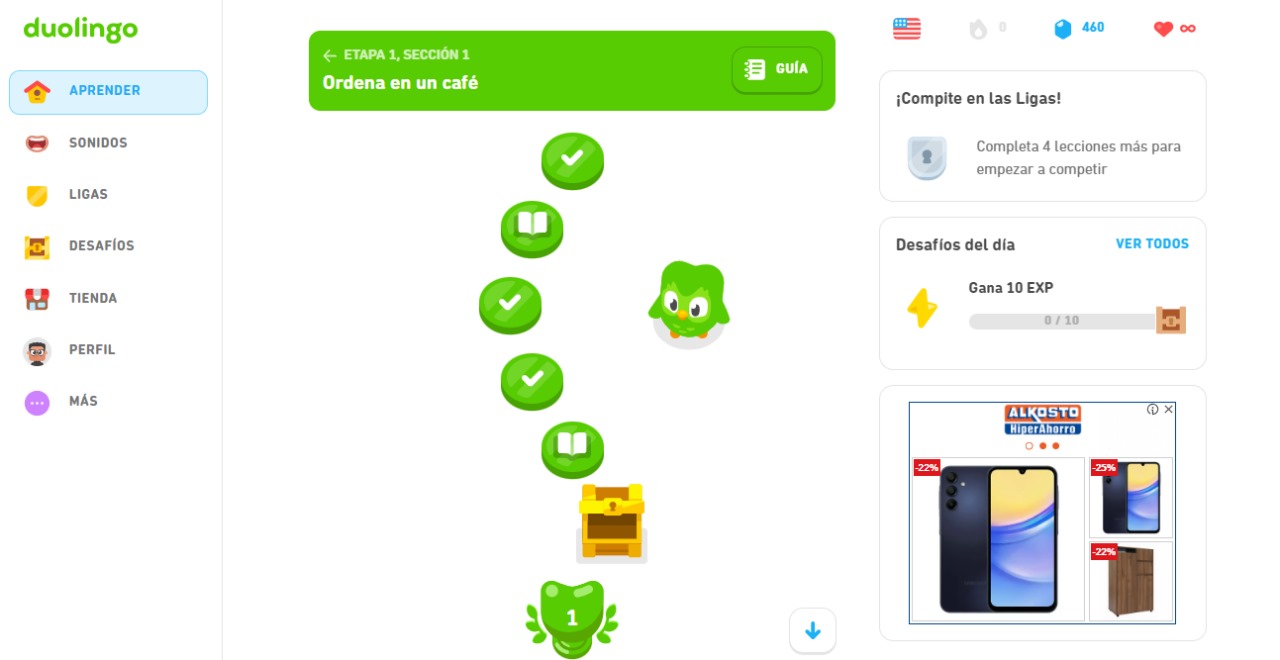 duolingo
APRENDER
SONIDOS
LIGAS
DESAFÍOS
TIENDA
PERFIL
MÁS
ETAPA 1, SECCIÓN 1
Ordena en un café
GUÍA
1
0
460
∞
¡Compite en las Ligas!
Completa 4 lecciones más para
empezar a competir
Desafíos del día
VER TODOS
Gana 10 EXP
0 / 10
ALKOSTO
HiperAhorro
-22%
-25%
-22%